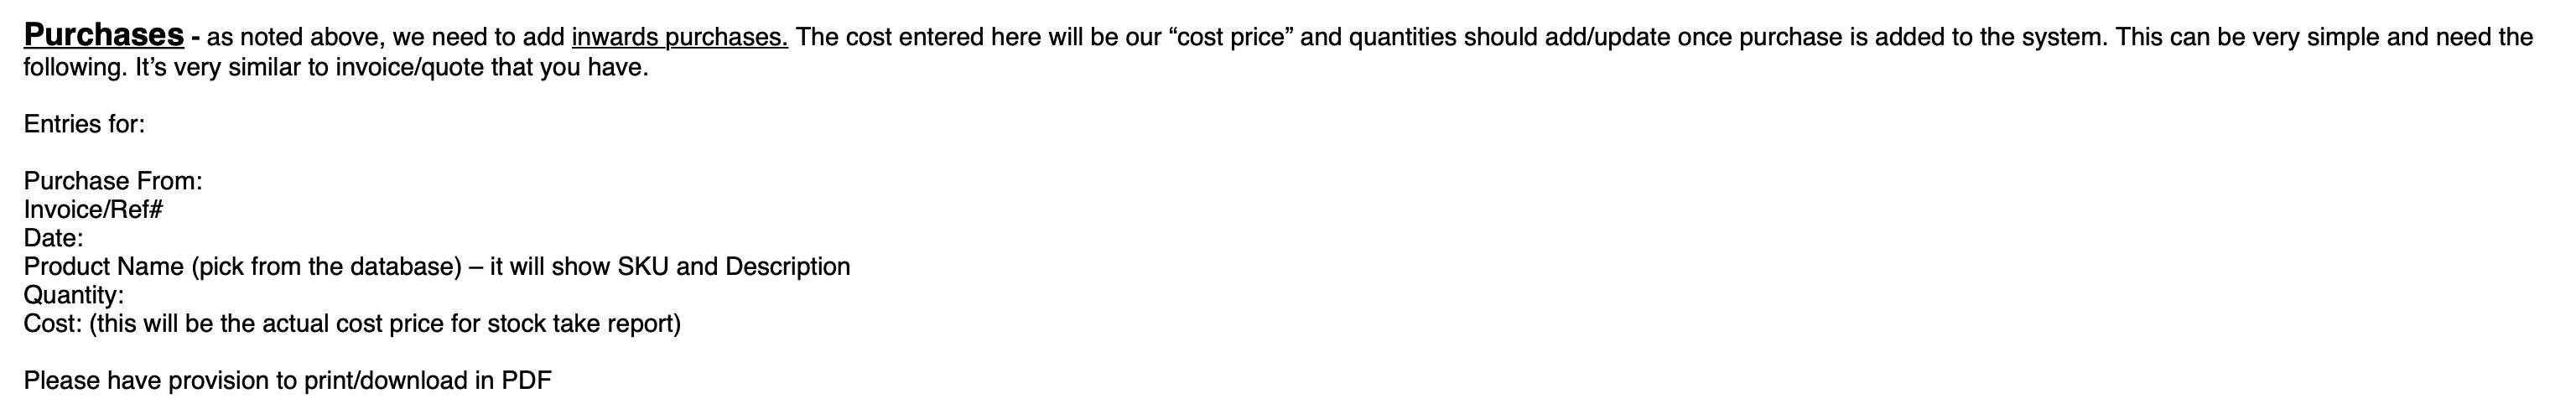 Purchases - as noted above, we need to add inwards purchases. The cost entered here will be our “cost price” and quantities should add/update once purchase is added to the system. This can be very simple and need the
following. It’s very similar to invoice/quote that you have.
Entries for:
Purchase From:
Invoice/Ref#
Date:
Product Name (pick from the database) – it will show SKU and Description
Quantity:
Cost: (this will be the actual cost price for stock take report)
Please have provision to print/download in PDF